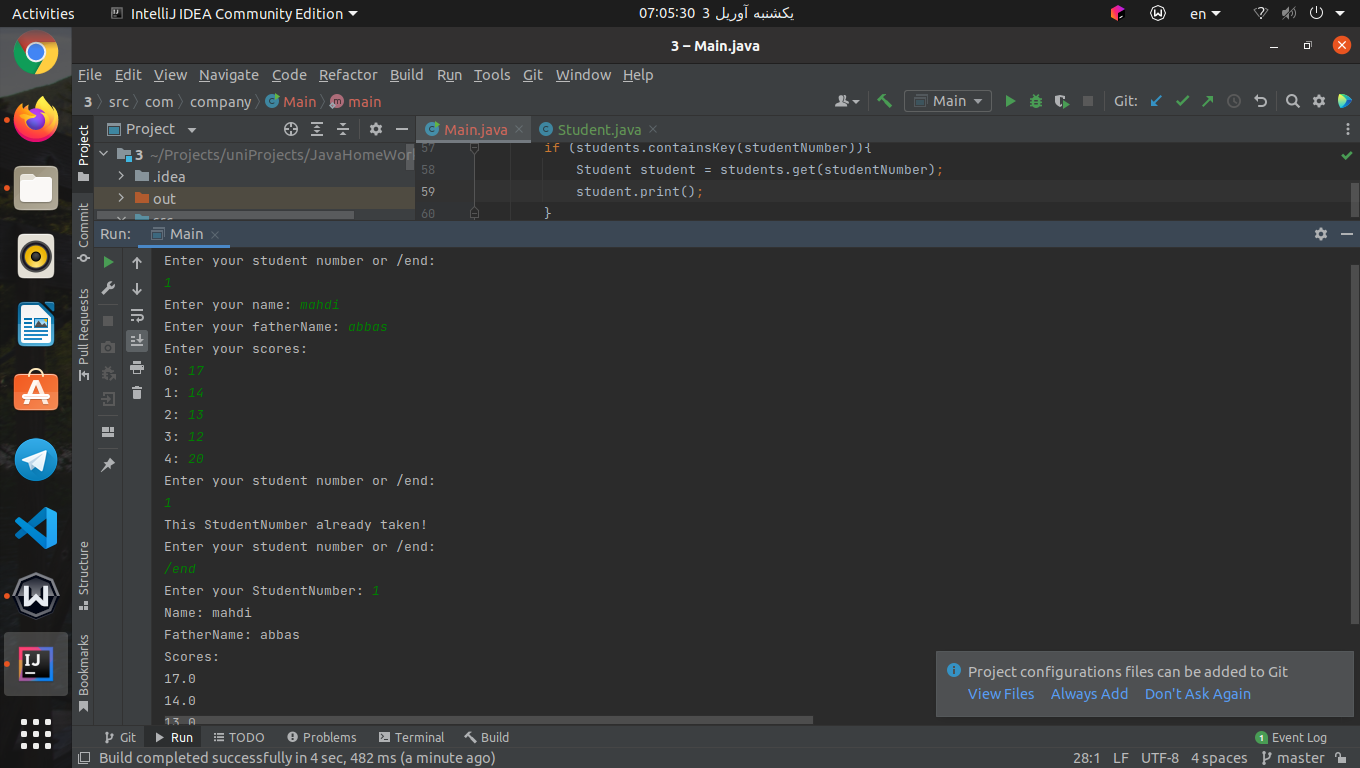 Activities IntelliJ IDEA Community Edition 07:05:30 3 یکشنبه آوریل en
3 – Main.java
File Edit View Navigate Code Refactor Build Run Tools Git Window Help
3 src com company Main main Main Git:
Project Main.java Student.java
3 ~/Projects/uniProjects/JavaHomeWor
.idea
out
57 if (students.containsKey(studentNumber)){
58 Student student = students.get(studentNumber);
59 student.print();
60 }
Project
Commit
Pull Requests
Structure
Bookmarks
Run: Main
Enter your student number or /end:
1
Enter your name: mahdi
Enter your fatherName: abbas
Enter your scores:
0: 17
1: 14
2: 13
3: 12
4: 20
Enter your student number or /end:
1
This StudentNumber already taken!
Enter your student number or /end:
/end
Enter your StudentNumber: 1
Name: mahdi
FatherName: abbas
Scores:
17.0
14.0
13.0
Project configurations files can be added to Git
View Files Always Add Don't Ask Again
Git Run TODO Problems Terminal Build 1 Event Log
Build completed successfully in 4 sec, 482 ms (a minute ago) 28:1 LF UTF-8 4 spaces master